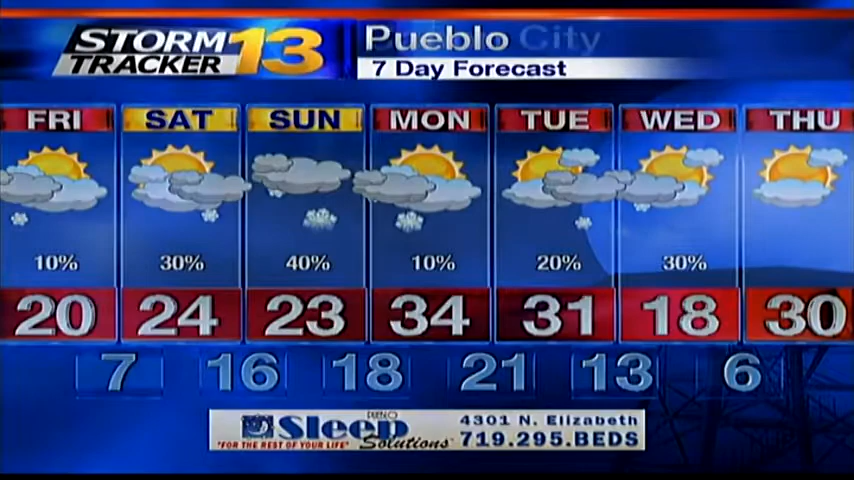 STORM
TRACKER
13
Pueblo City
7 Day Forecast
FRI SAT SUN MON TUE WED THU
10% 30% 40% 10% 20% 30%
20 24 23 34 31 18 30
7 16 18 21 13 6
PUEBLO
Sleep
Solutions
"FOR THE REST OF YOUR LIFE"
4301 N. Elizabeth
719.295.BEDS